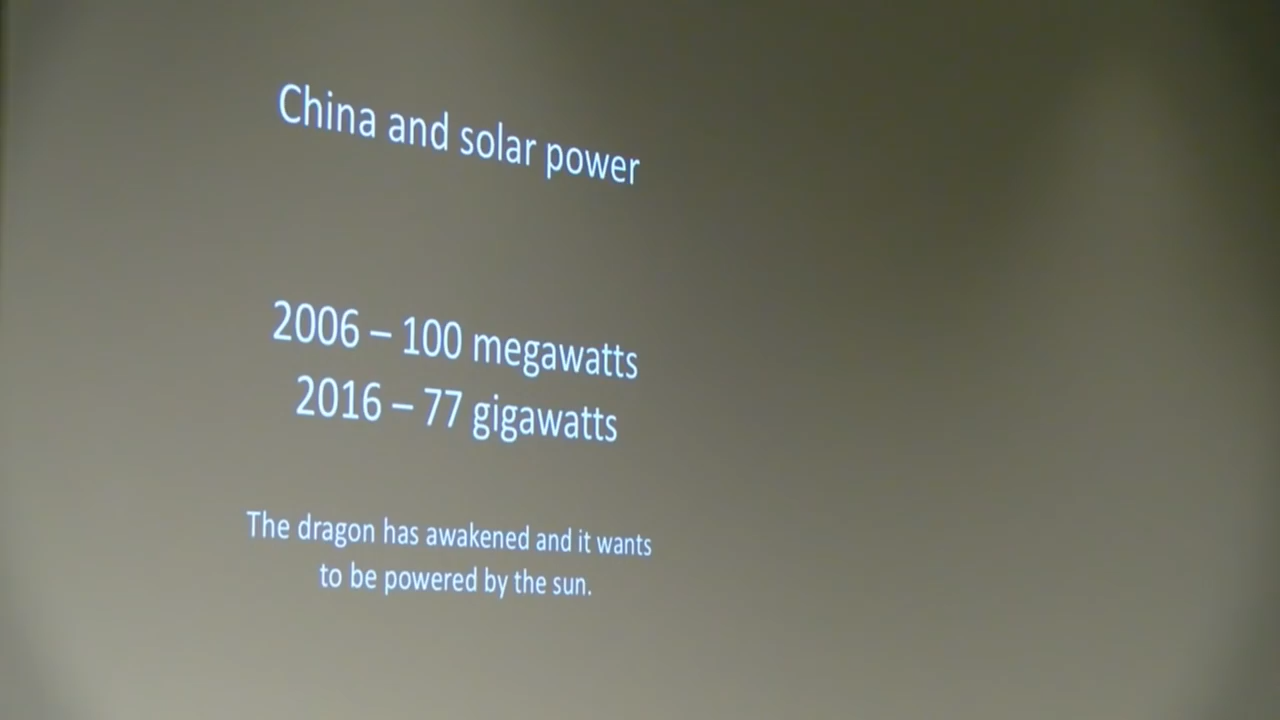 China and solar power
2006 – 100 megawatts
2016 – 77 gigawatts
The dragon has awakened and it wants
to be powered by the sun.